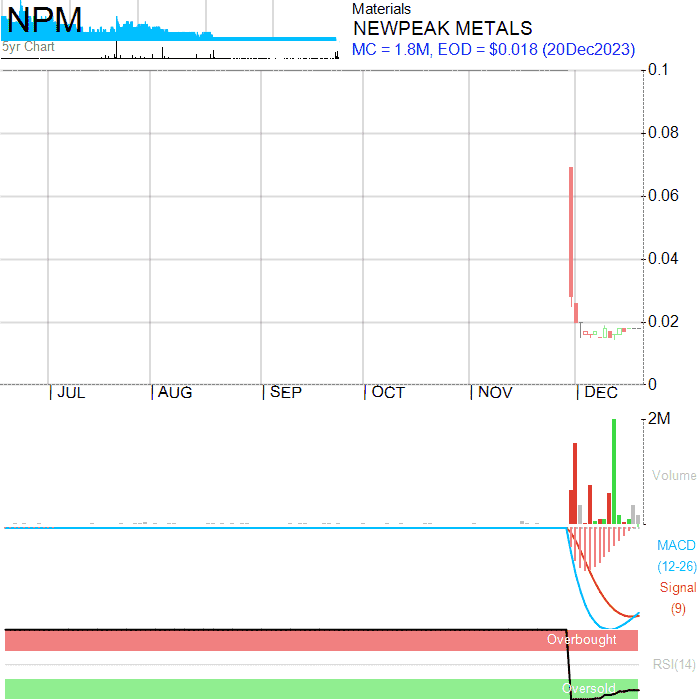 NPM
5yr Chart
Materials
NEWPEAK METALS
MC = 1.8M, EOD = $0.018 (20Dec2023)
0.1
0.08
0.06
0.04
0.02
0
JUL AUG SEP OCT NOV DEC
2M
Volume
MACD
(12-26)
Signal
(9)
Overbought
RSI(14)
Oversold